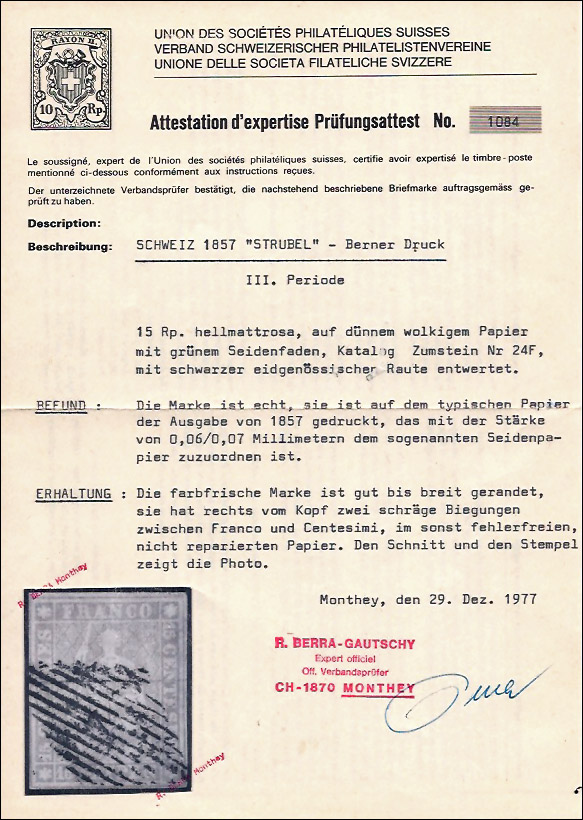 RAYON II.
10 Rp.
UNION DES SOCIÉTÉS PHILATÉLIQUES SUISSES
VERBAND SCHWEIZERISCHER PHILATELISTENVEREINE
UNIONE DELLE SOCIETA FILATELICHE SVIZZERE
Attestation d'expertise Prüfungsattest No. 1084
Le soussigné, expert de l'Union des sociétés philatéliques suisses, certifie avoir expertisé le timbre-poste
mentionné ci-dessous conformément aux instructions reçues.
Der unterzeichnete Verbandsprüfer bestätigt, die nachstehend beschriebene Briefmarke auftragsgemäss ge-
prüft zu haben.
Description:
Beschreibung: SCHWEIZ 1857 "STRUBEL" - Berner Druck
III. Periode
15 Rp. hellmattrosa, auf dünnem wolkigem Papier
mit grünem Seidenfaden, Katalog Zumstein Nr 24F,
mit schwarzer eidgenössischer Raute entwertet.
BEFUND : Die Marke ist echt, sie ist auf dem typischen Papier
der Ausgabe von 1857 gedruckt, das mit der Stärke
von 0,06/0,07 Millimetern dem sogenannten Seidenpa-
pier zuzuordnen ist.
ERHALTUNG : Die farbfrische Marke ist gut bis breit gerandet,
sie hat rechts vom Kopf zwei schräge Biegungen
zwischen Franco und Centesimi, im sonst fehlerfreien,
nicht reparierten Papier. Den Schnitt und den Stempel
zeigt die Photo.
Monthey, den 29. Dez. 1977
R. BERRA-GAUTSCHY
Expert officiel
Off. Verbandsprüfer
CH-1870 MONTHEY
R. Berra Monthey
FRANCO
R. Berra Monthey